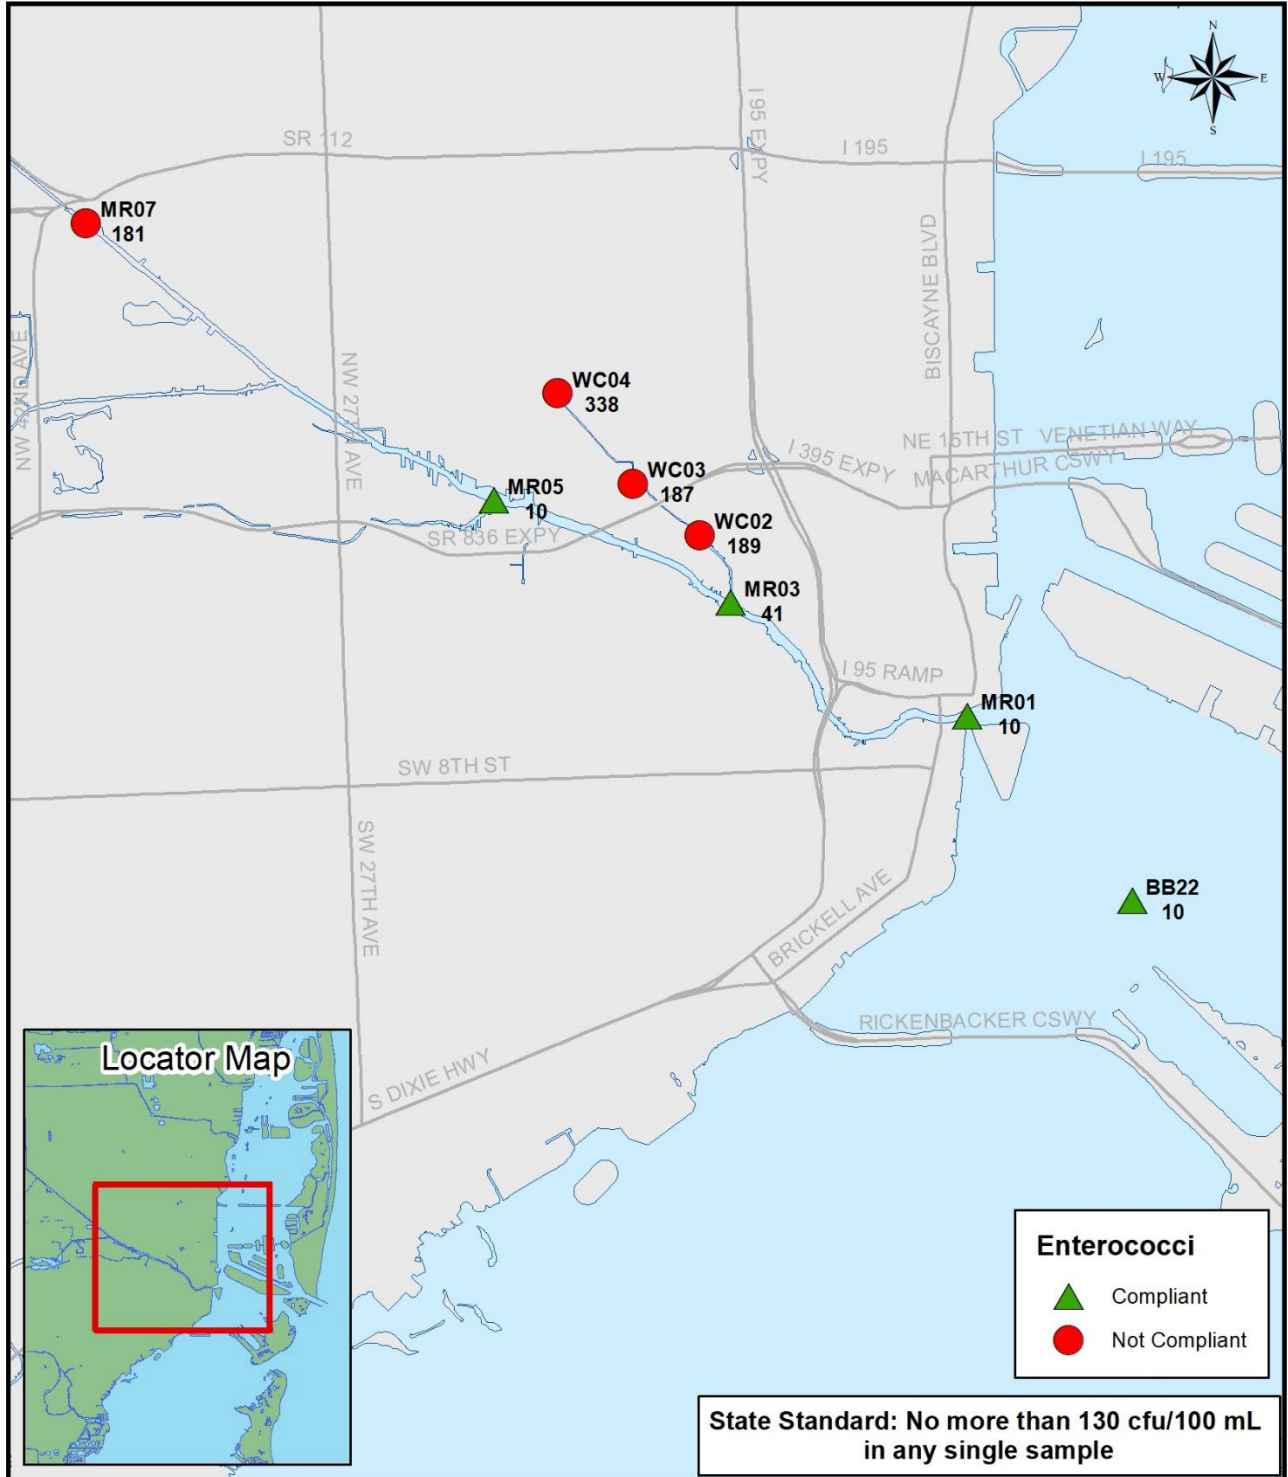 N
W
E
S
SR 112
I 95 EXPY
I 195
I 195
MR07
181
BISCAYNE BLVD
NW 42ND AVE
NW 27TH AVE
WC04
338
NE 15TH ST
VENETIAN WAY
I 395 EXPY
MACARTHUR CSWY
WC03
187
MR05
10
WC02
189
SR 836 EXPY
MR03
41
I 95 RAMP
MR01
10
SW 8TH ST
SW 27TH AVE
BRICKELL AVE
BB22
10
RICKENBACKER CSWY
S DIXIE HWY
Locator Map
Enterococci
Compliant
Not Compliant
State Standard: No more than 130 cfu/100 mL
in any single sample